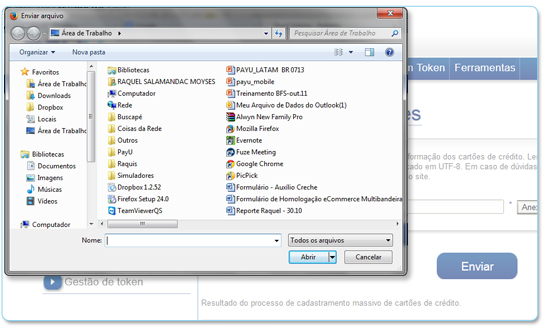 Enviar arquivo
Área de Trabalho
Pesquisar Área de Trabalho
Organizar
Nova pasta
Favoritos
Área de Trabalho
Downloads
Dropbox
Locais
Área de Trabalho
Bibliotecas
Documentos
Imagens
Músicas
Vídeos
Computador
Bibliotecas
RAQUEL SALAMANDAC MOYSES
Computador
Rede
Buscapé
Coisas da Rede
Outros
PayU
Raquis
Simuladores
Dropbox 1.2.52
Firefox Setup 24.0
TeamViewerQS
PAYU_LATAM BR 0713
payu_mobile
Treinamento BFS-out.11
Meu Arquivo de Dados do Outlook(1)
Alwyn New Family Pro
Mozilla Firefox
Evernote
Fuze Meeting
Google Chrome
PicPick
Formulário - Auxílio Creche
Formulário de Homologação eCommerce Multibandeira
Reporte Raquel - 30.10
Nome:
Todos os arquivos
Abrir
Cancelar
n Token
Ferramentas
es
formação dos cartões de crédito. Le
cado em UTF-8. Em caso de dúvidas
o site.
* Ane
Enviar
Gestão de token
Resultado do processo de cadastramento massivo de cartões de crédito.